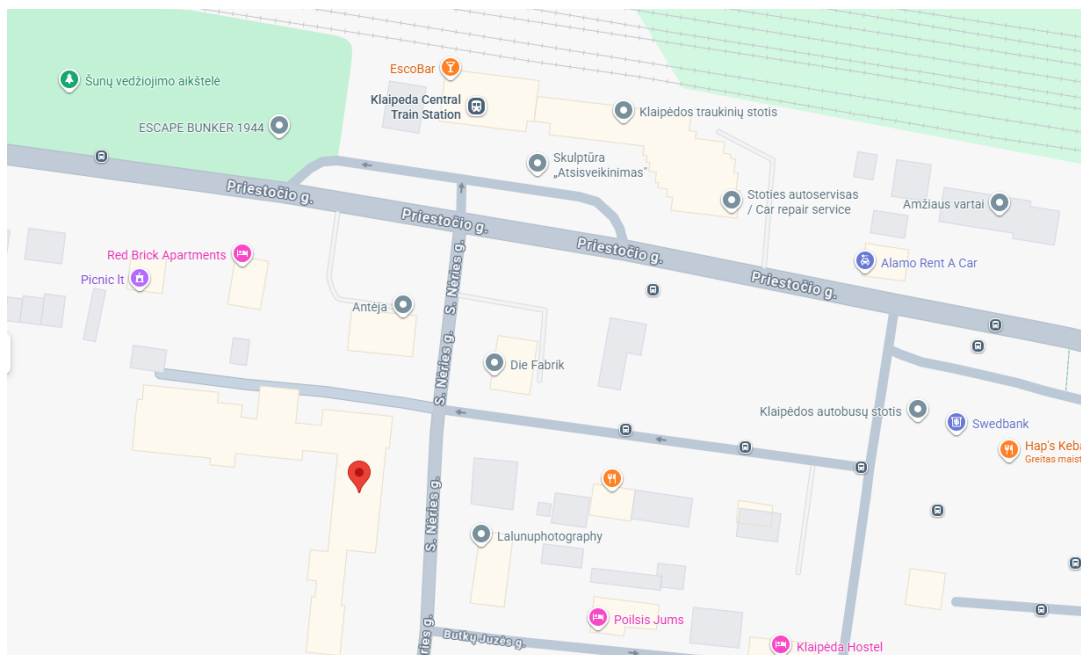 EscoBar
Šunų vedžiojimo aikštelė
Klaipeda Central
Train Station
Klaipėdos traukinių stotis
ESCAPE BUNKER 1944
Skulptūra
„Atsisveikinimas"
Priestočio g.
Stoties autoservisas
/ Car repair service
Amžiaus vartai
Priestočio g.
Priestočio g.
Red Brick Apartments
S. Nėries g.
Alamo Rent A Car
Picnic lt
Priestočio g.
Antėja
Die Fabrik
S. Nėries g.
Klaipėdos autobusų stotis
Swedbank
Hap's Keba
Greitas maist
S. Nėries g.
Lalunuphotography
Poilsis Jums
ries g.
Butkų Juzės g.
Klaipėda Hostel